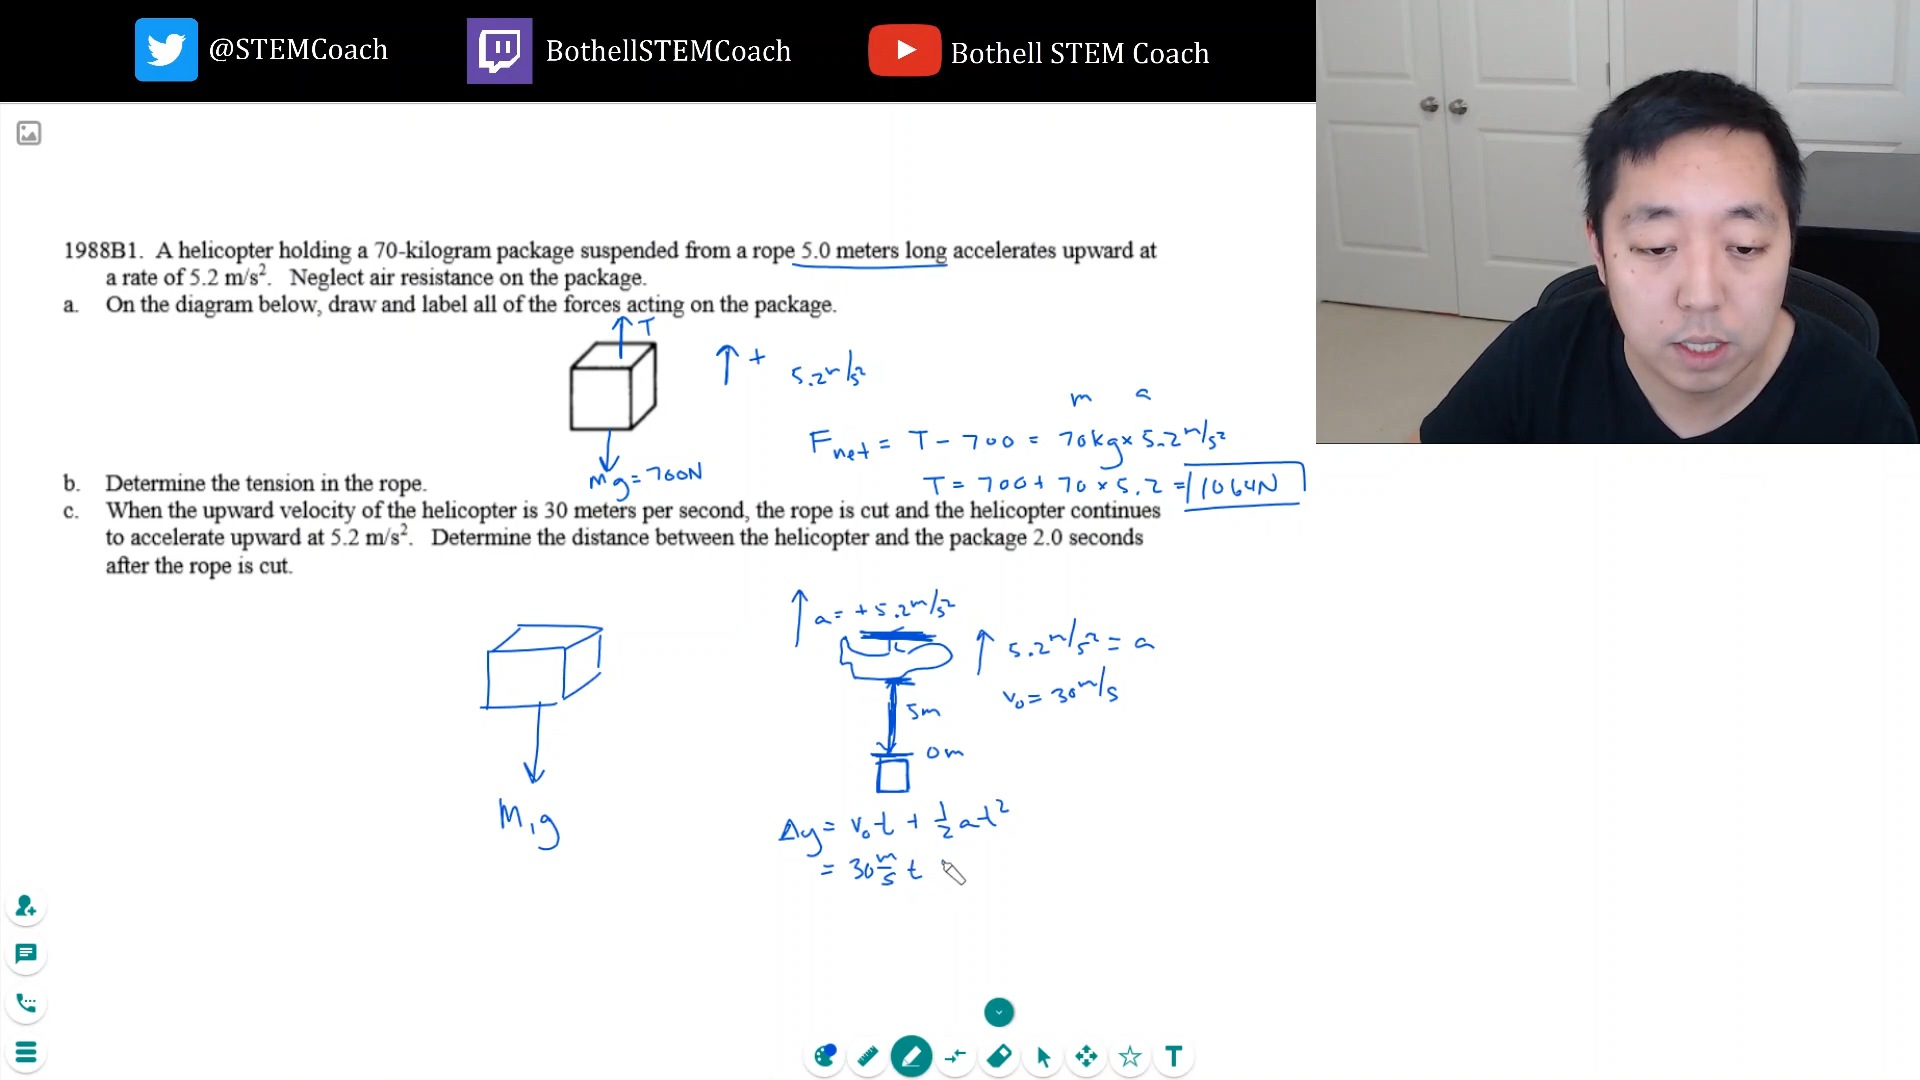 @STEMCoach
BothellSTEMCoach
Bothell STEM Coach
1988B1. A helicopter holding a 70-kilogram package suspended from a rope 5.0 meters long accelerates upward at
a rate of 5.2 m/s². Neglect air resistance on the package.
a. On the diagram below, draw and label all of the forces acting on the package.
T
+
5.2 m/s²
m a
F net = T - 700 = 70kg x 5.2 m/s²
Mg = 700N
T = 700 + 70 x 5.2 = 1064N
b. Determine the tension in the rope.
c. When the upward velocity of the helicopter is 30 meters per second, the rope is cut and the helicopter continues
to accelerate upward at 5.2 m/s². Determine the distance between the helicopter and the package 2.0 seconds
after the rope is cut.
a = +5.2 m/s²
5.2 m/s² = a
v₀ = 30 m/s
5m
0m
M₁g
Δy = v₀t + 1/2 at²
= 30 m/s t
T